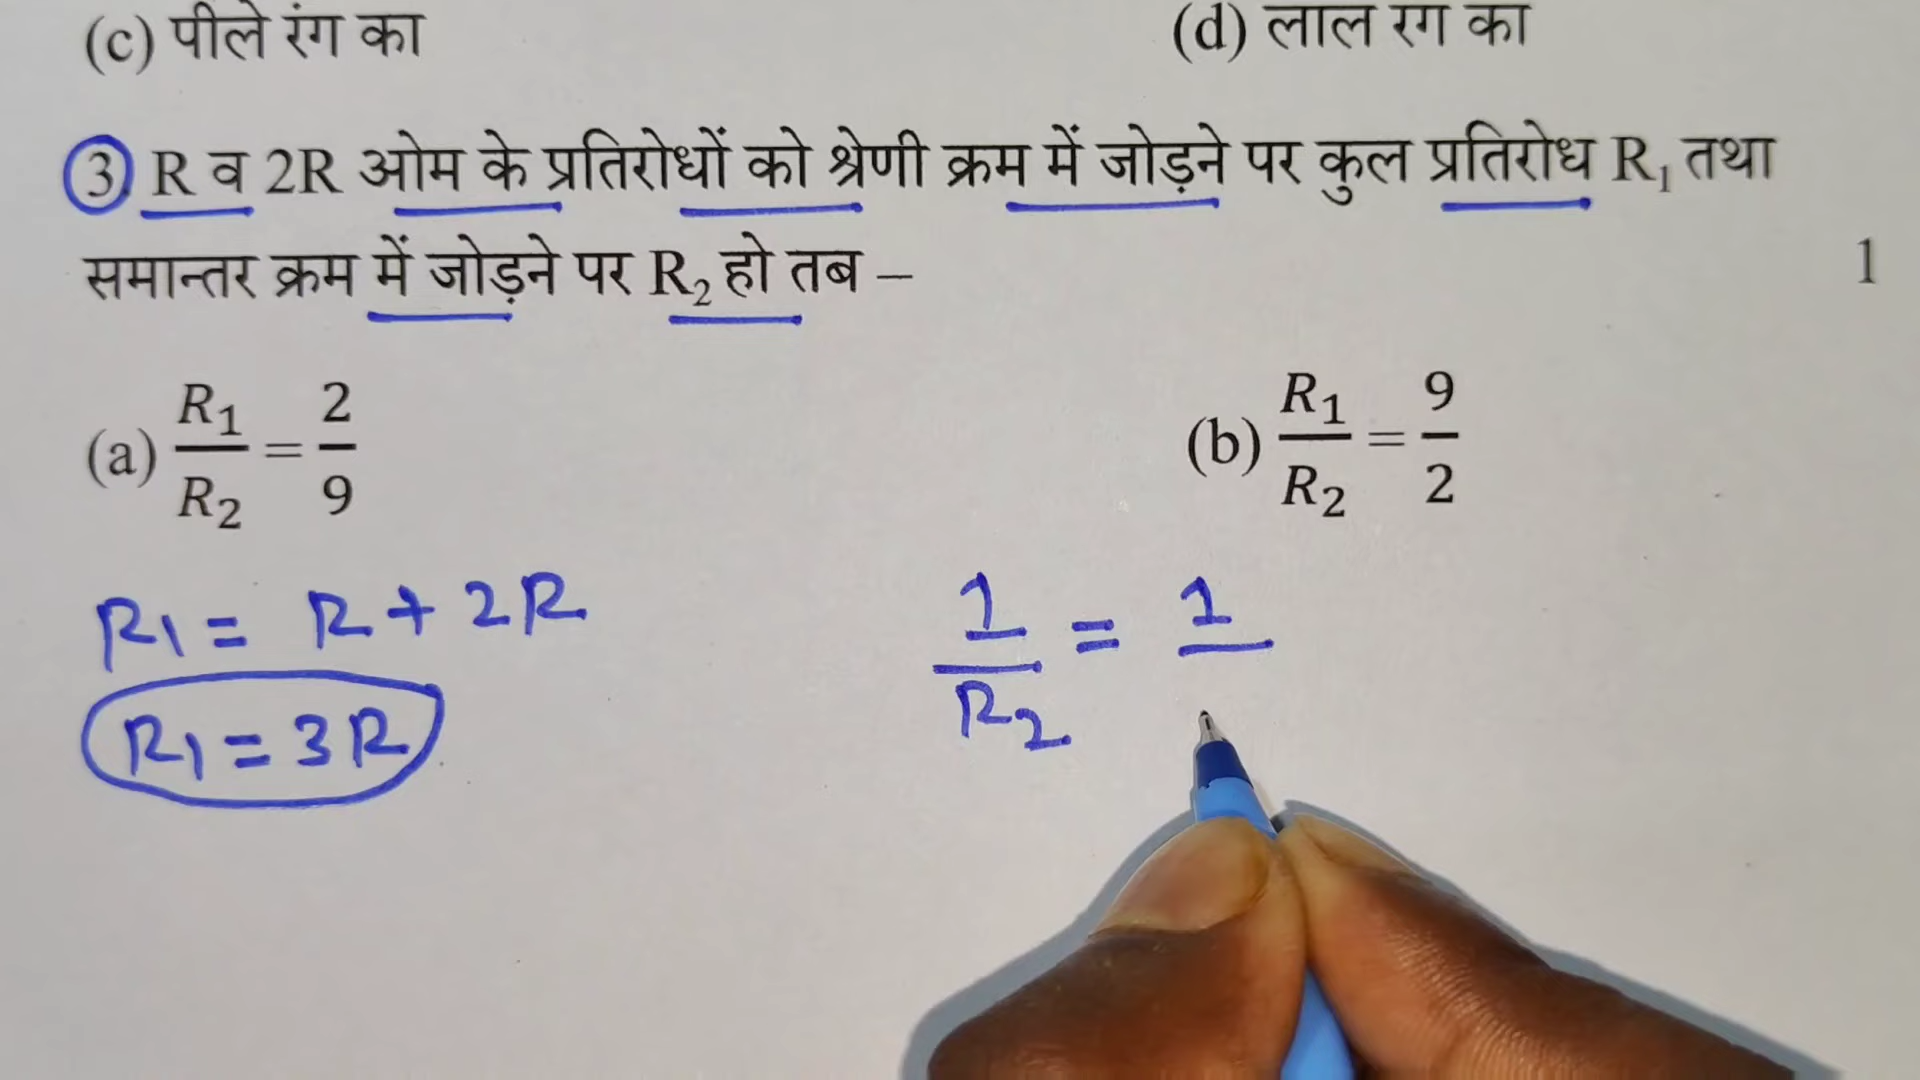 (c) पीले रंग का (d) लाल रग का
3. R व 2R ओम के प्रतिरोधों को श्रेणी क्रम में जोड़ने पर कुल प्रतिरोध R₁ तथा
समान्तर क्रम में जोड़ने पर R₂ हो तब – 1
(a) R₁/R₂ = 2/9 (b) R₁/R₂ = 9/2
R₁ = R + 2R
R₁ = 3R
1/R₂ = 1/